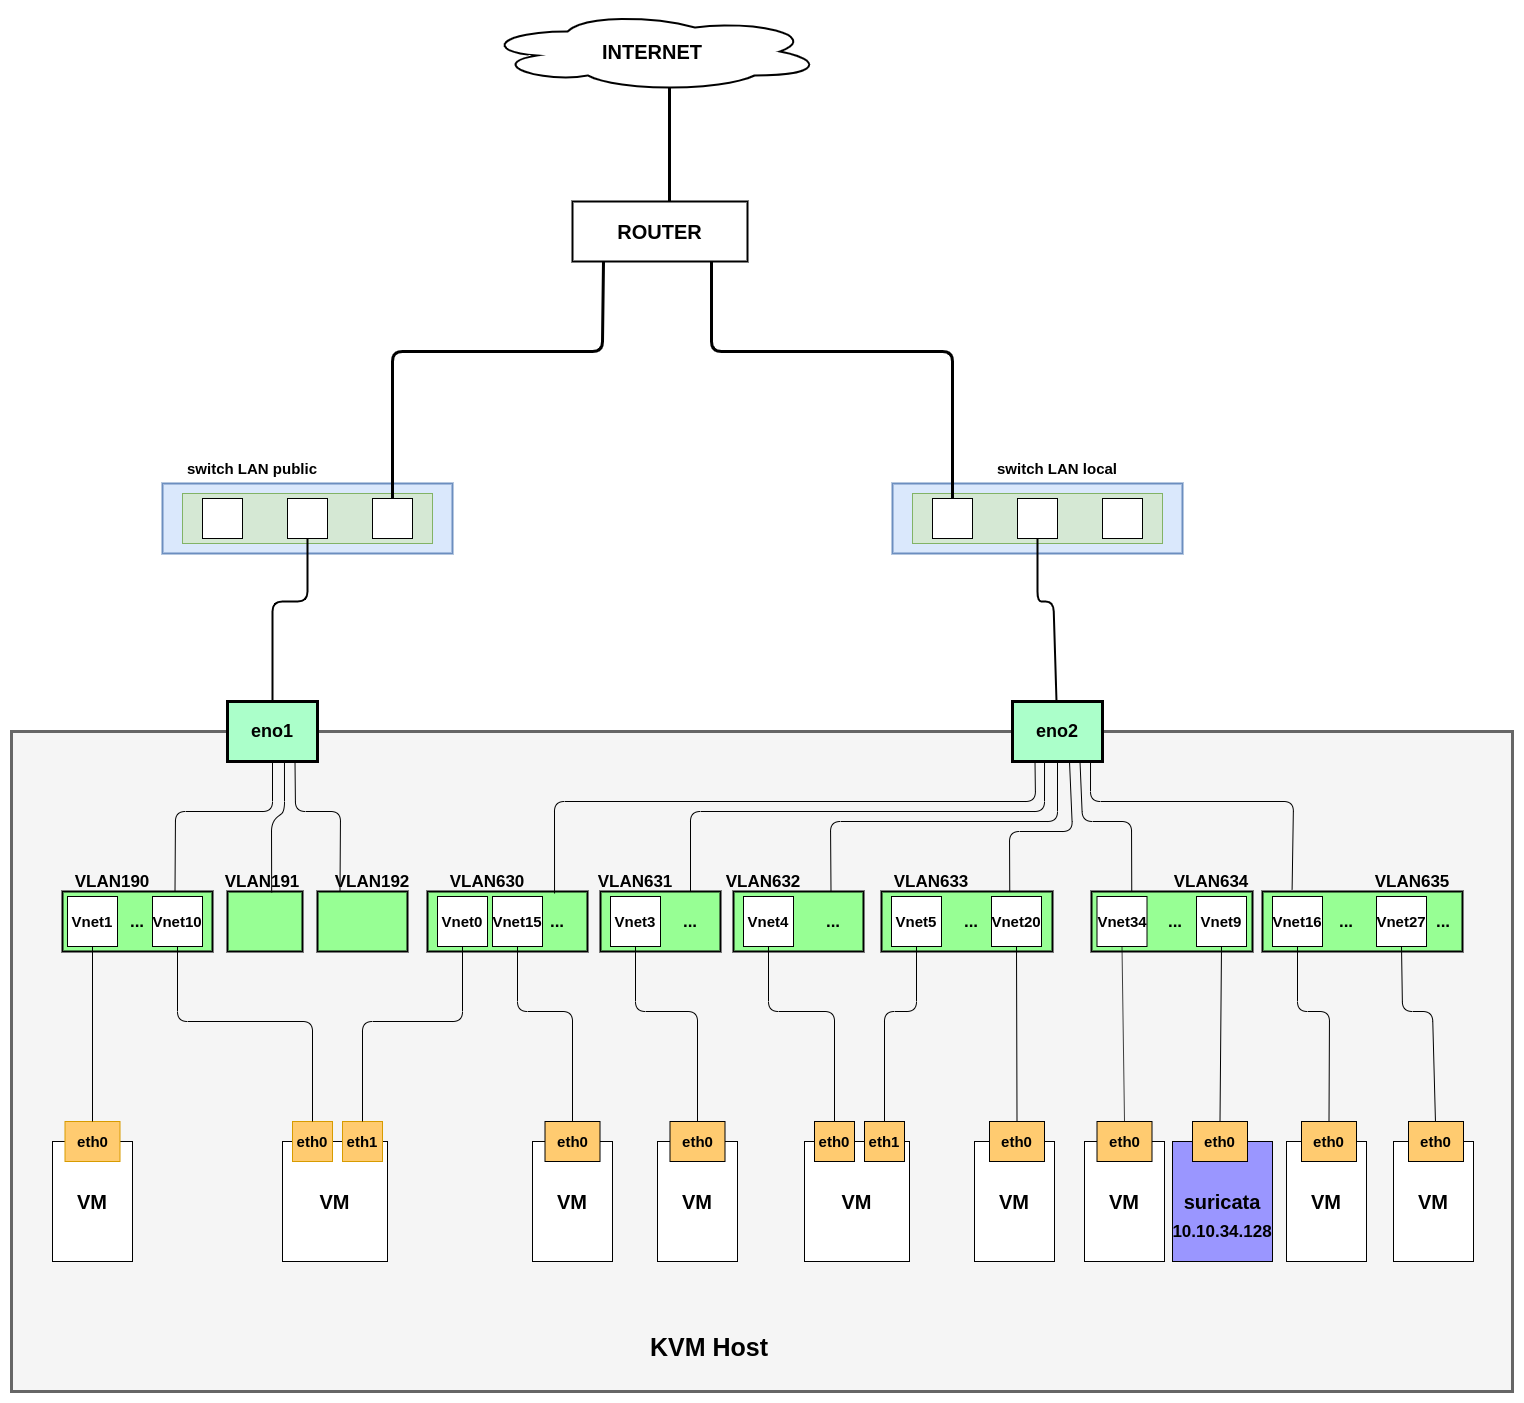 INTERNET
ROUTER
switch LAN public
switch LAN local
eno1
eno2
VLAN190
VLAN191
VLAN192
VLAN630
VLAN631
VLAN632
VLAN633
VLAN634
VLAN635
Vnet1
...
Vnet10
Vnet0
Vnet15
...
Vnet3
...
Vnet4
...
Vnet5
...
Vnet20
Vnet34
...
Vnet9
Vnet16
...
Vnet27
...
eth0
eth0
eth1
eth0
eth0
eth0
eth1
eth0
eth0
eth0
eth0
eth0
VM
VM
VM
VM
VM
VM
VM
suricata
10.10.34.128
VM
VM
KVM Host